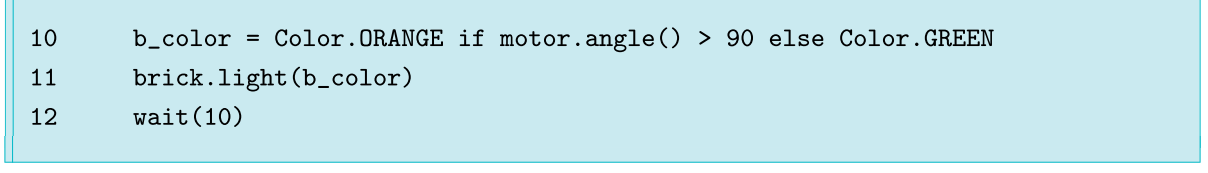 10 b_color = Color.ORANGE if motor.angle() > 90 else Color.GREEN
11 brick.light(b_color)
12 wait(10)